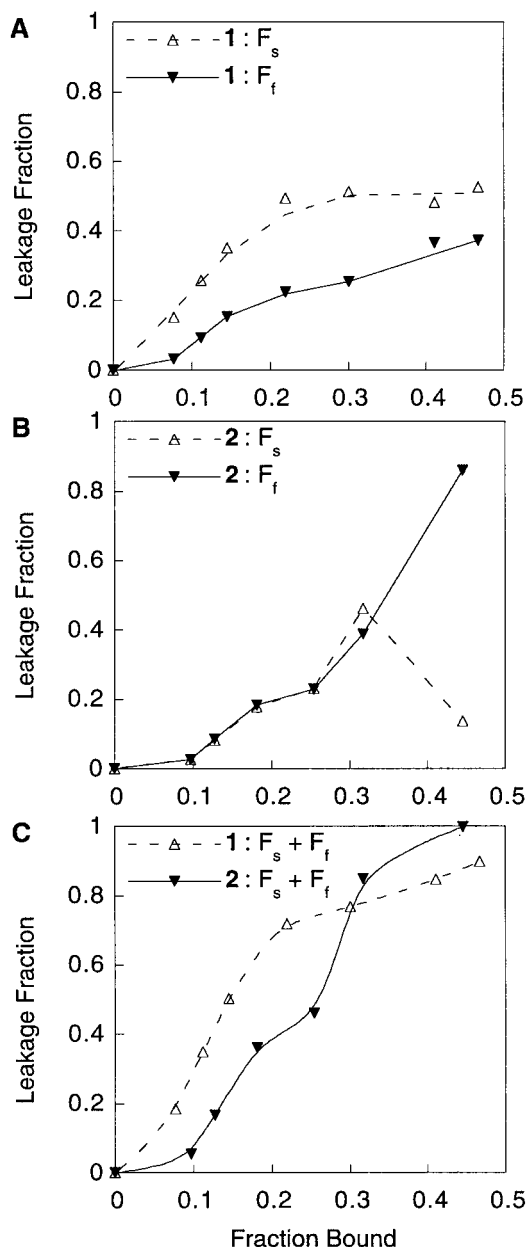 A
1
1 : Fs
1 : Ff
0.8
0.6
0.4
0.2
0
0 0.1 0.2 0.3 0.4 0.5
Leakage Fraction
B
1
2 : Fs
2 : Ff
0.8
0.6
0.4
0.2
0
0 0.1 0.2 0.3 0.4 0.5
Leakage Fraction
C
1
1 : Fs + Ff
2 : Fs + Ff
0.8
0.6
0.4
0.2
0
0 0.1 0.2 0.3 0.4 0.5
Leakage Fraction
Fraction Bound